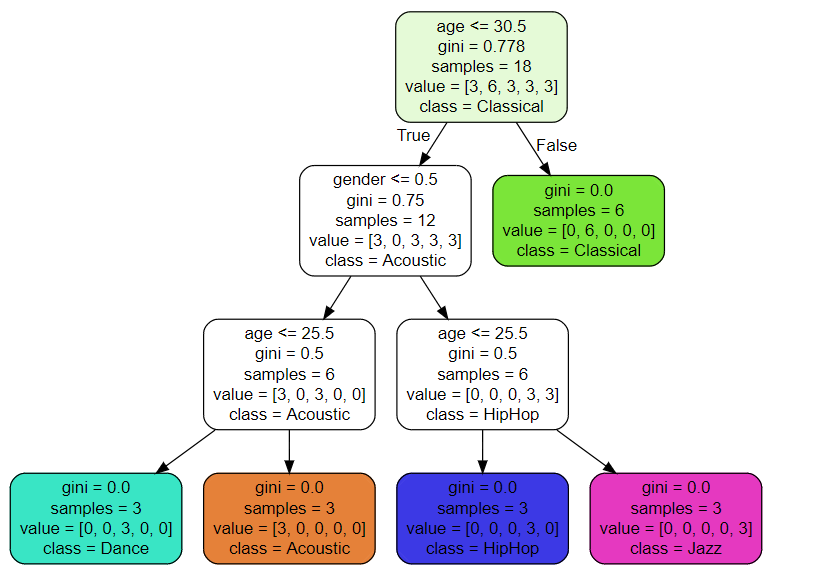 age <= 30.5
gini = 0.778
samples = 18
value = [3, 6, 3, 3, 3]
class = Classical
True
False
gender <= 0.5
gini = 0.75
samples = 12
value = [3, 0, 3, 3, 3]
class = Acoustic
gini = 0.0
samples = 6
value = [0, 6, 0, 0, 0]
class = Classical
age <= 25.5
gini = 0.5
samples = 6
value = [3, 0, 3, 0, 0]
class = Acoustic
age <= 25.5
gini = 0.5
samples = 6
value = [0, 0, 0, 3, 3]
class = HipHop
gini = 0.0
samples = 3
value = [0, 0, 3, 0, 0]
class = Dance
gini = 0.0
samples = 3
value = [3, 0, 0, 0, 0]
class = Acoustic
gini = 0.0
samples = 3
value = [0, 0, 0, 3, 0]
class = HipHop
gini = 0.0
samples = 3
value = [0, 0, 0, 0, 3]
class = Jazz